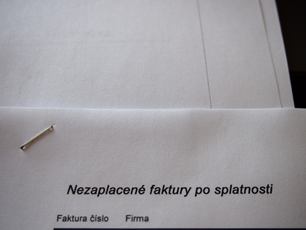 Nezaplacené faktury po splatnosti
Faktura číslo Firma